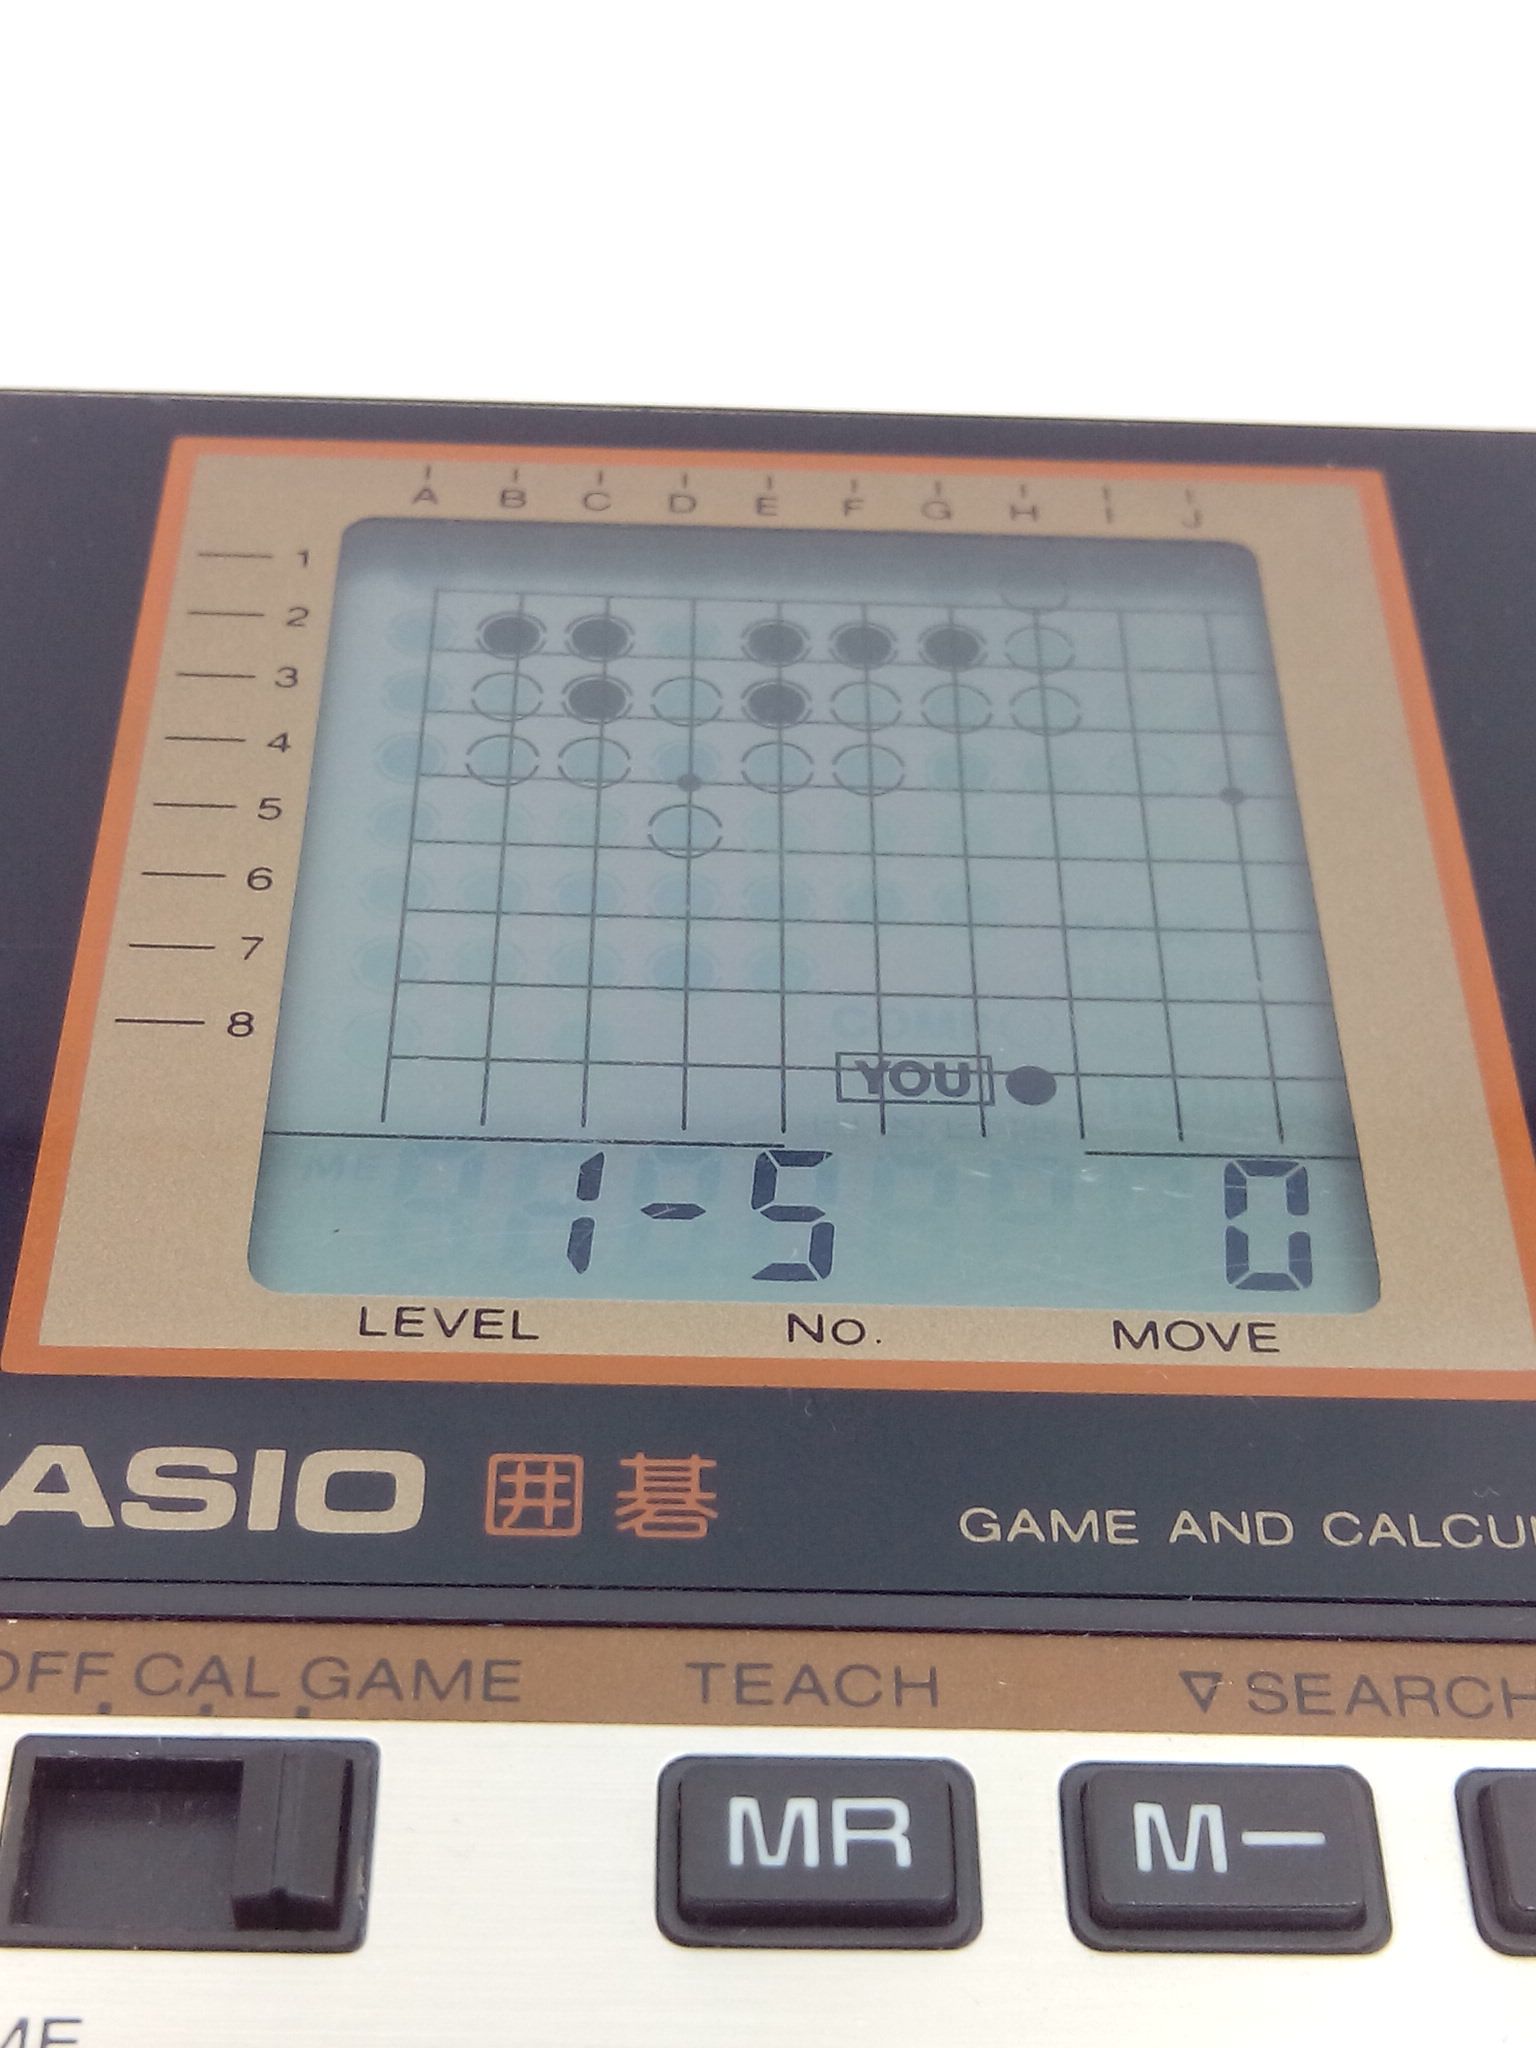 A B C D E F G H I J
1
2
3
4
5
6
7
8
YOU
1-5 0
LEVEL No. MOVE
ASIO 囲碁 GAME AND CALCU
OFF CAL GAME TEACH ▽ SEARCH
MR M−
ME